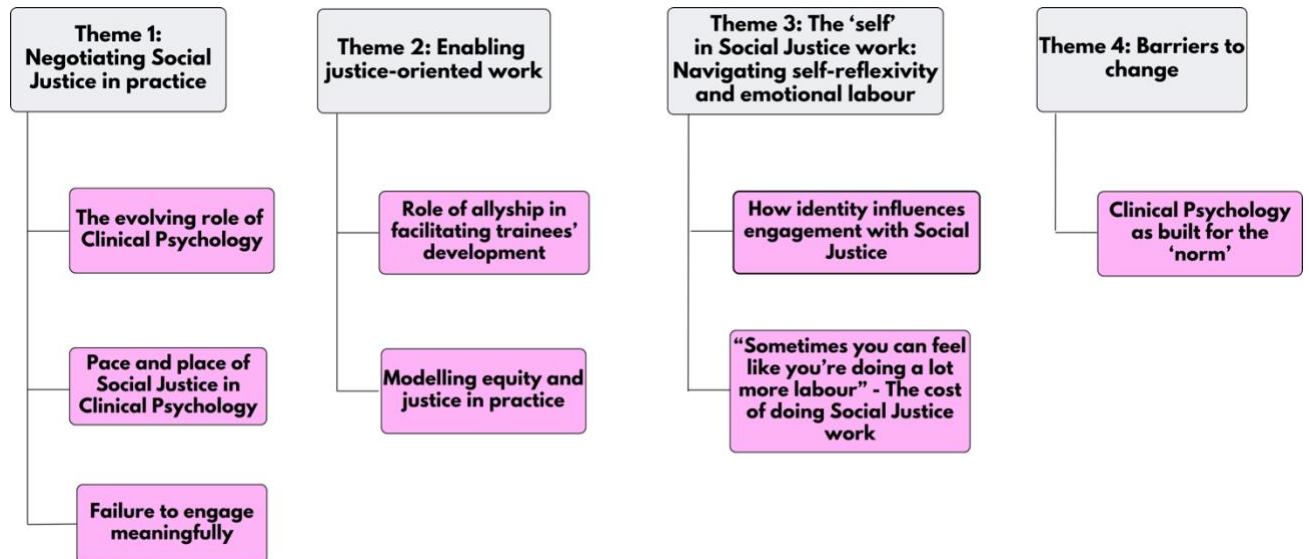 Theme 1:
Negotiating Social
Justice in practice
The evolving role of
Clinical Psychology
Pace and place of
Social Justice in
Clinical Psychology
Failure to engage
meaningfully
Theme 2: Enabling
justice-oriented work
Role of allyship in
facilitating trainees’
development
Modelling equity and
justice in practice
Theme 3: The ‘self’
in Social Justice work:
Navigating self-reflexivity
and emotional labour
How identity influences
engagement with Social
Justice
“Sometimes you can feel
like you’re doing a lot
more labour” - The cost
of doing Social Justice
work
Theme 4: Barriers to
change
Clinical Psychology
as built for the
‘norm’